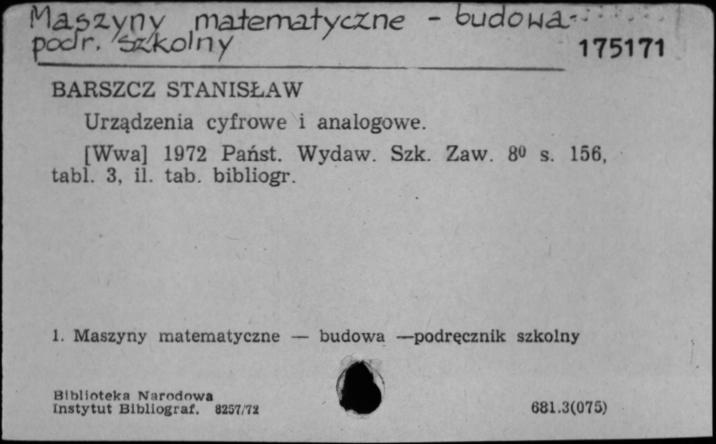 Maszyny matematyczne - budowa-
podr. szkolny
175171
BARSZCZ STANISŁAW
Urządzenia cyfrowe i analogowe.
[Wwa] 1972 Państ. Wydaw. Szk. Zaw. 8⁰ s. 156,
tabl. 3, il. tab. bibliogr.
1. Maszyny matematyczne — budowa —podręcznik szkolny
Biblioteka Narodowa
Instytut Bibliograf. 8257/72
681.3(075)